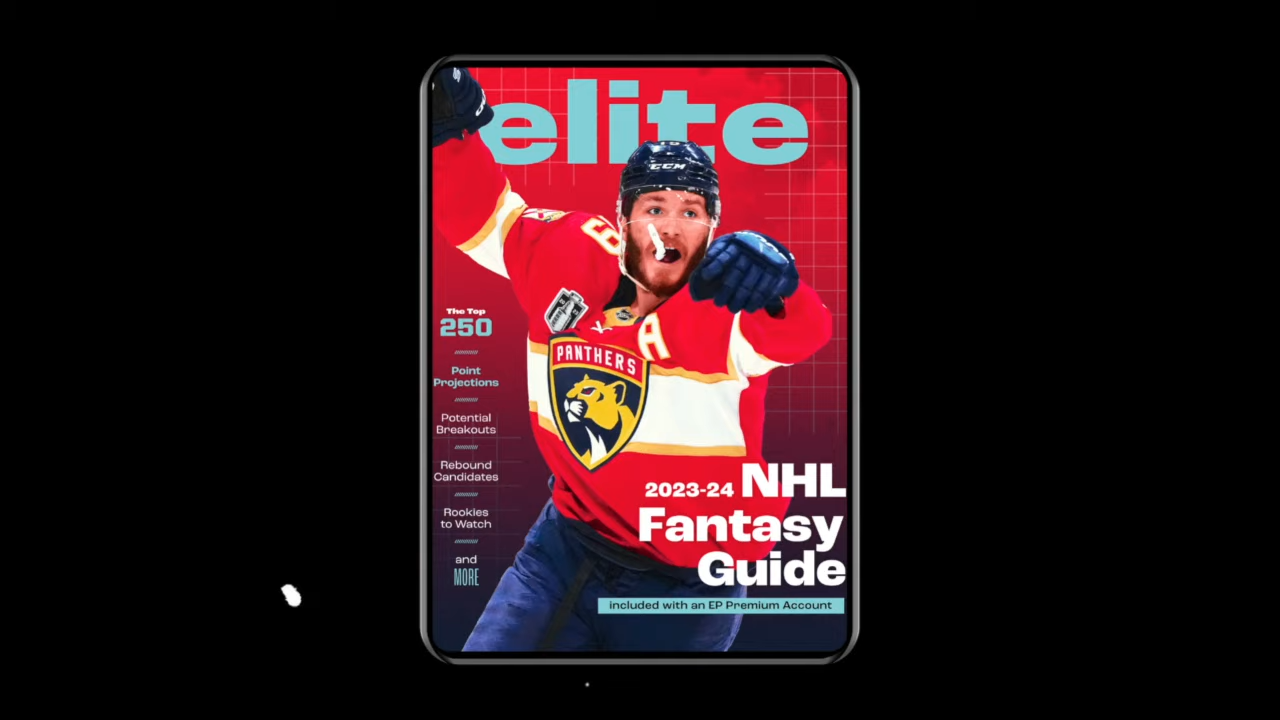 elite
CCM
6
A
PANTHERS
The Top
250
Point
Projections
Potential
Breakouts
Rebound
Candidates
Rookies
to Watch
and
MORE
2023-24 NHL
Fantasy
Guide
included with an EP Premium Account